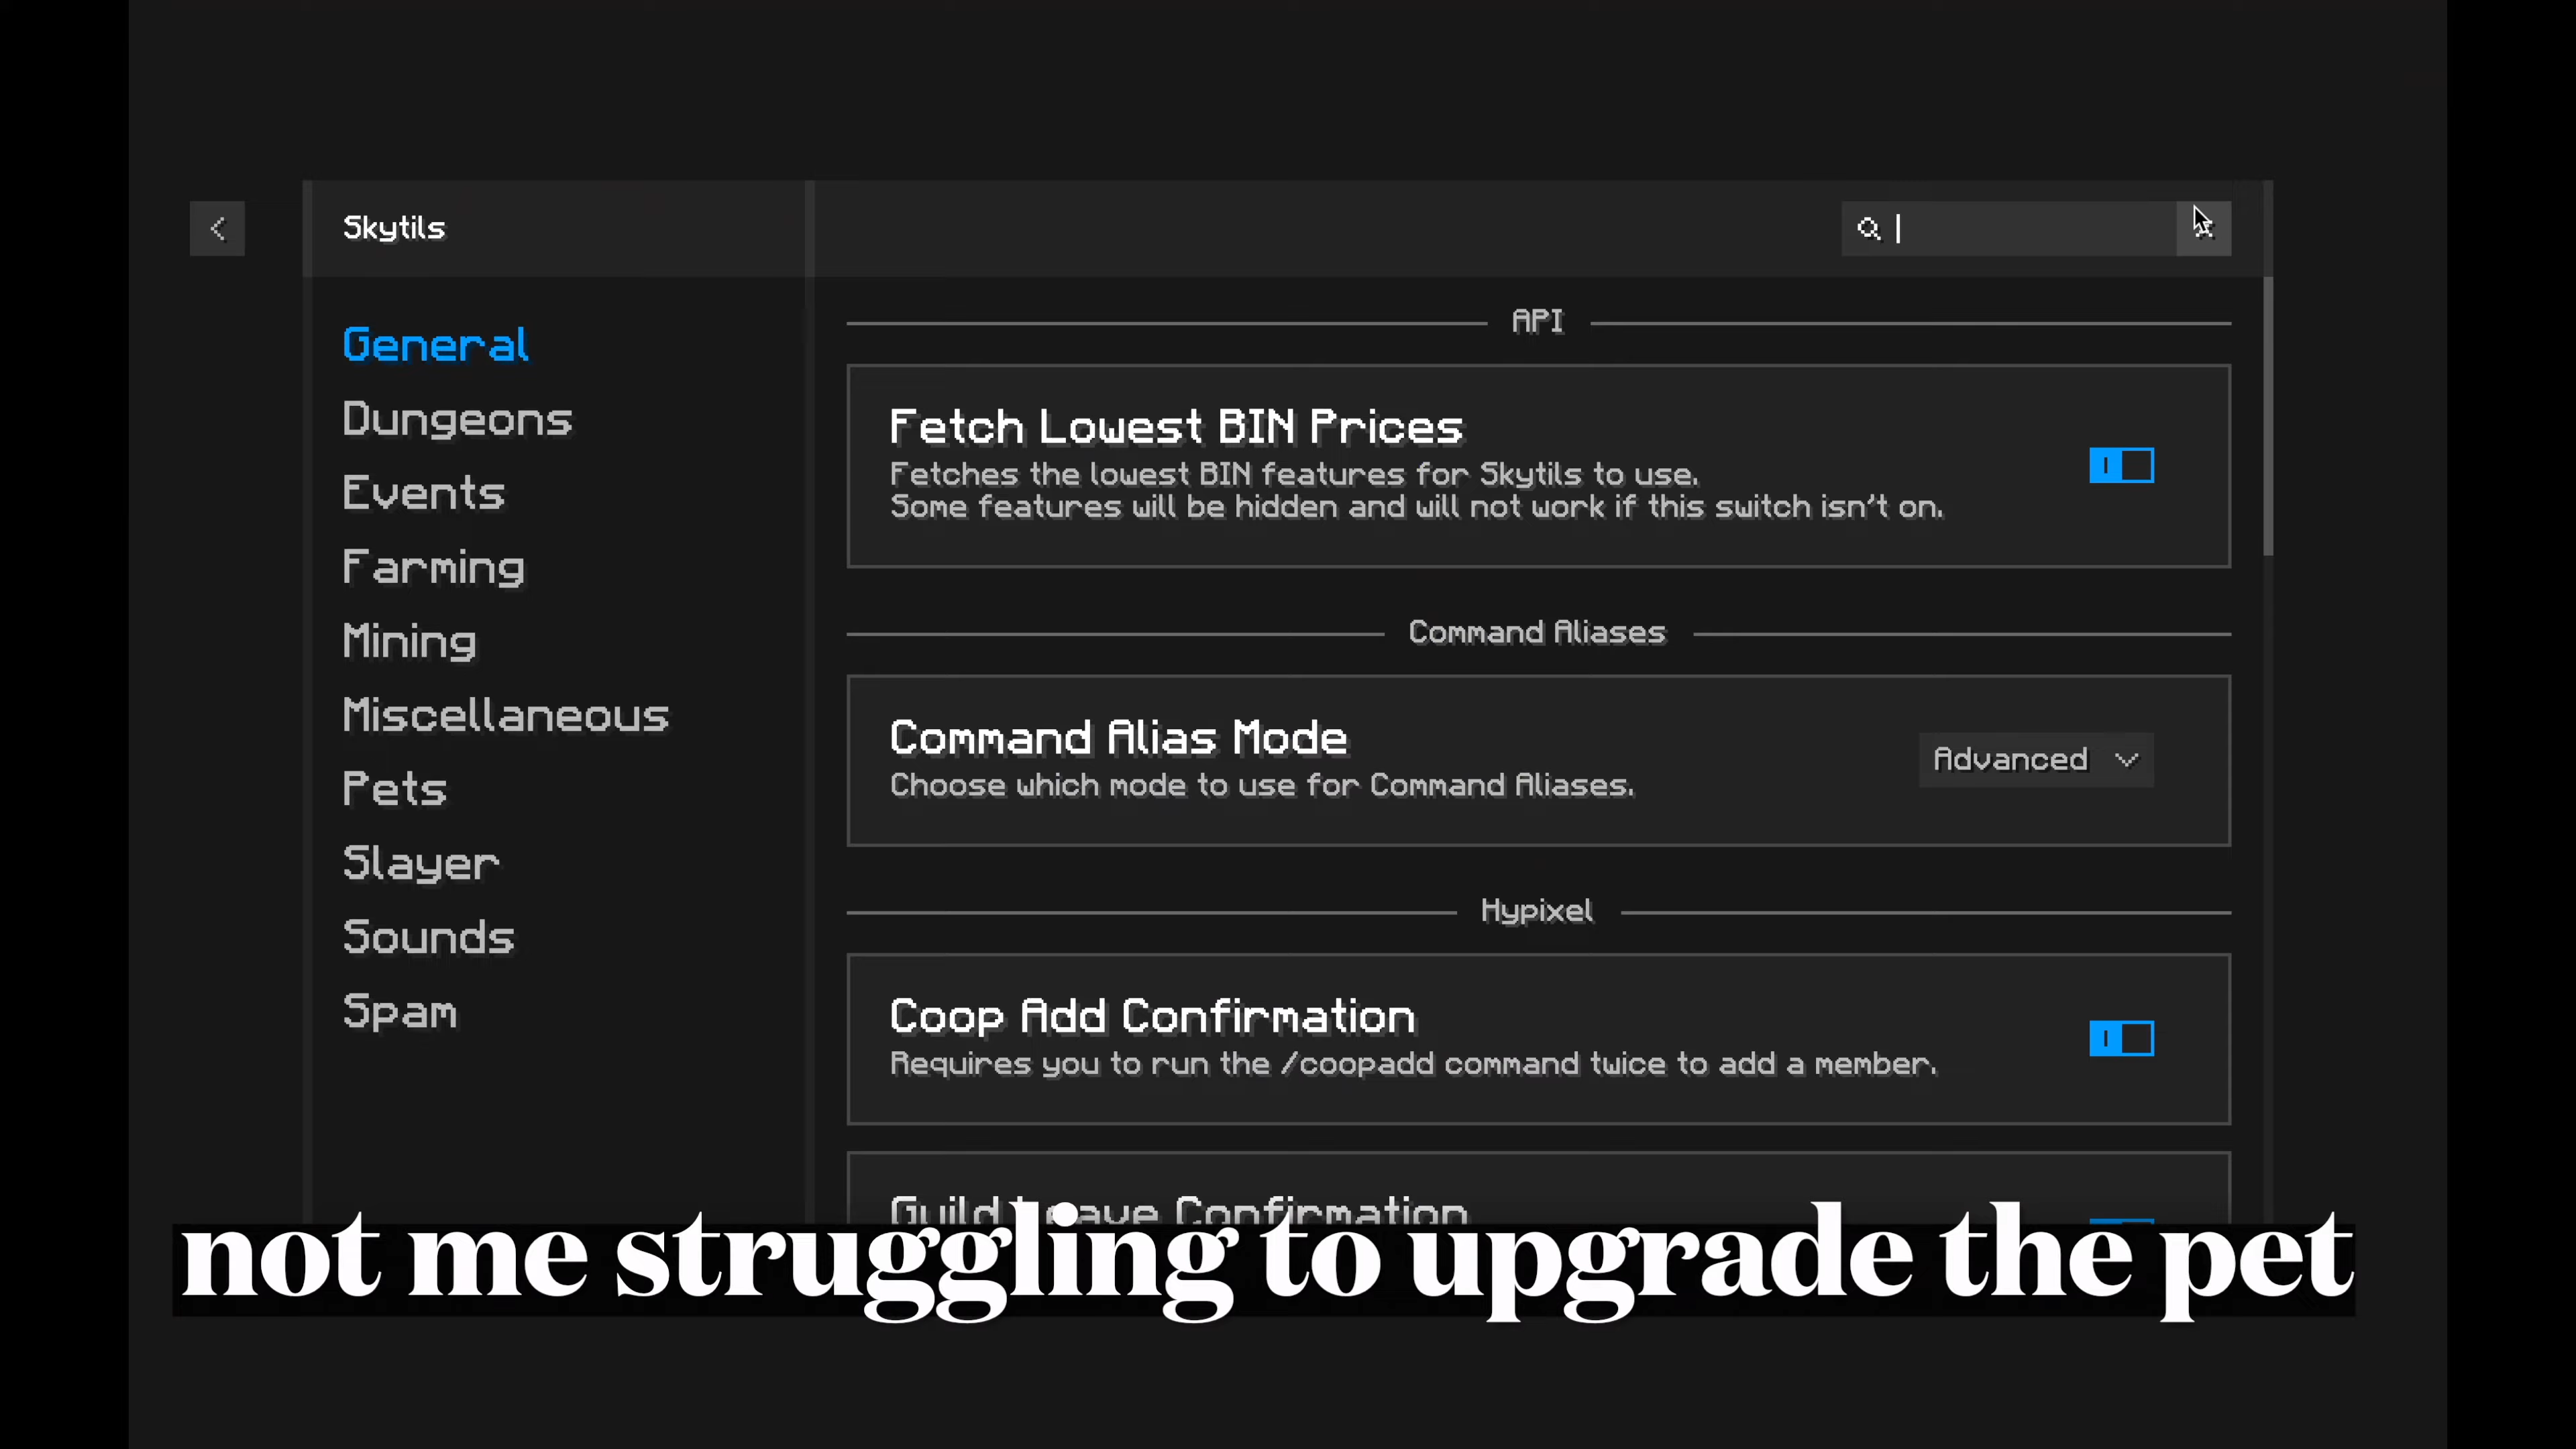 Skytils
General
Dungeons
Events
Farming
Mining
Miscellaneous
Pets
Slayer
Sounds
Spam
API
Fetch Lowest BIN Prices
Fetches the lowest BIN features for Skytils to use.
Some features will be hidden and will not work if this switch isn't on.
Command Aliases
Command Alias Mode
Choose which mode to use for Command Aliases.
Advanced
Hypixel
Coop Add Confirmation
Requires you to run the /coopadd command twice to add a member.
Guild Leave Confirmation
not me struggling to upgrade the pet